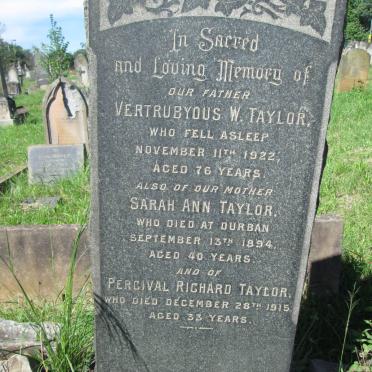 In Sacred
and Loving Memory of
OUR FATHER
VERTRUBYOUS W. TAYLOR,
WHO FELL ASLEEP
NOVEMBER 11TH 1922,
AGED 76 YEARS.
ALSO OF OUR MOTHER
SARAH ANN TAYLOR,
WHO DIED AT DURBAN
SEPTEMBER 13TH 1894,
AGED 40 YEARS
AND OF
PERCIVAL RICHARD TAYLOR,
WHO DIED DECEMBER 28TH 1915
AGED 33 YEARS.